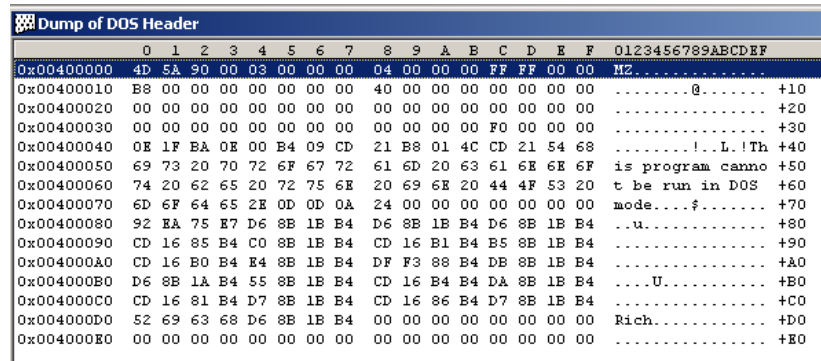 Dump of DOS Header
0 1 2 3 4 5 6 7 8 9 A B C D E F 0123456789ABCDEF
0x00400000 4D 5A 90 00 03 00 00 00 04 00 00 00 FF FF 00 00 MZ..............
0x00400010 B8 00 00 00 00 00 00 00 40 00 00 00 00 00 00 00 ........@....... +10
0x00400020 00 00 00 00 00 00 00 00 00 00 00 00 00 00 00 00 ................ +20
0x00400030 00 00 00 00 00 00 00 00 00 00 00 00 F0 00 00 00 ................ +30
0x00400040 0E 1F BA 0E 00 B4 09 CD 21 B8 01 4C CD 21 54 68 ........!..L.!Th +40
0x00400050 69 73 20 70 72 6F 67 72 61 6D 20 63 61 6E 6E 6F is program canno +50
0x00400060 74 20 62 65 20 72 75 6E 20 69 6E 20 44 4F 53 20 t be run in DOS +60
0x00400070 6D 6F 64 65 2E 0D 0D 0A 24 00 00 00 00 00 00 00 mode....$....... +70
0x00400080 92 EA 75 E7 D6 8B 1B B4 D6 8B 1B B4 D6 8B 1B B4 ..u............. +80
0x00400090 CD 16 85 B4 C0 8B 1B B4 CD 16 B1 B4 B5 8B 1B B4 ................ +90
0x004000A0 CD 16 B0 B4 E4 8B 1B B4 DF F3 88 B4 DB 8B 1B B4 ................ +A0
0x004000B0 D6 8B 1A B4 55 8B 1B B4 CD 16 B4 B4 DA 8B 1B B4 ....U........... +B0
0x004000C0 CD 16 81 B4 D7 8B 1B B4 CD 16 86 B4 D7 8B 1B B4 ................ +C0
0x004000D0 52 69 63 68 D6 8B 1B B4 00 00 00 00 00 00 00 00 Rich............ +D0
0x004000E0 00 00 00 00 00 00 00 00 00 00 00 00 00 00 00 00 ................ +E0